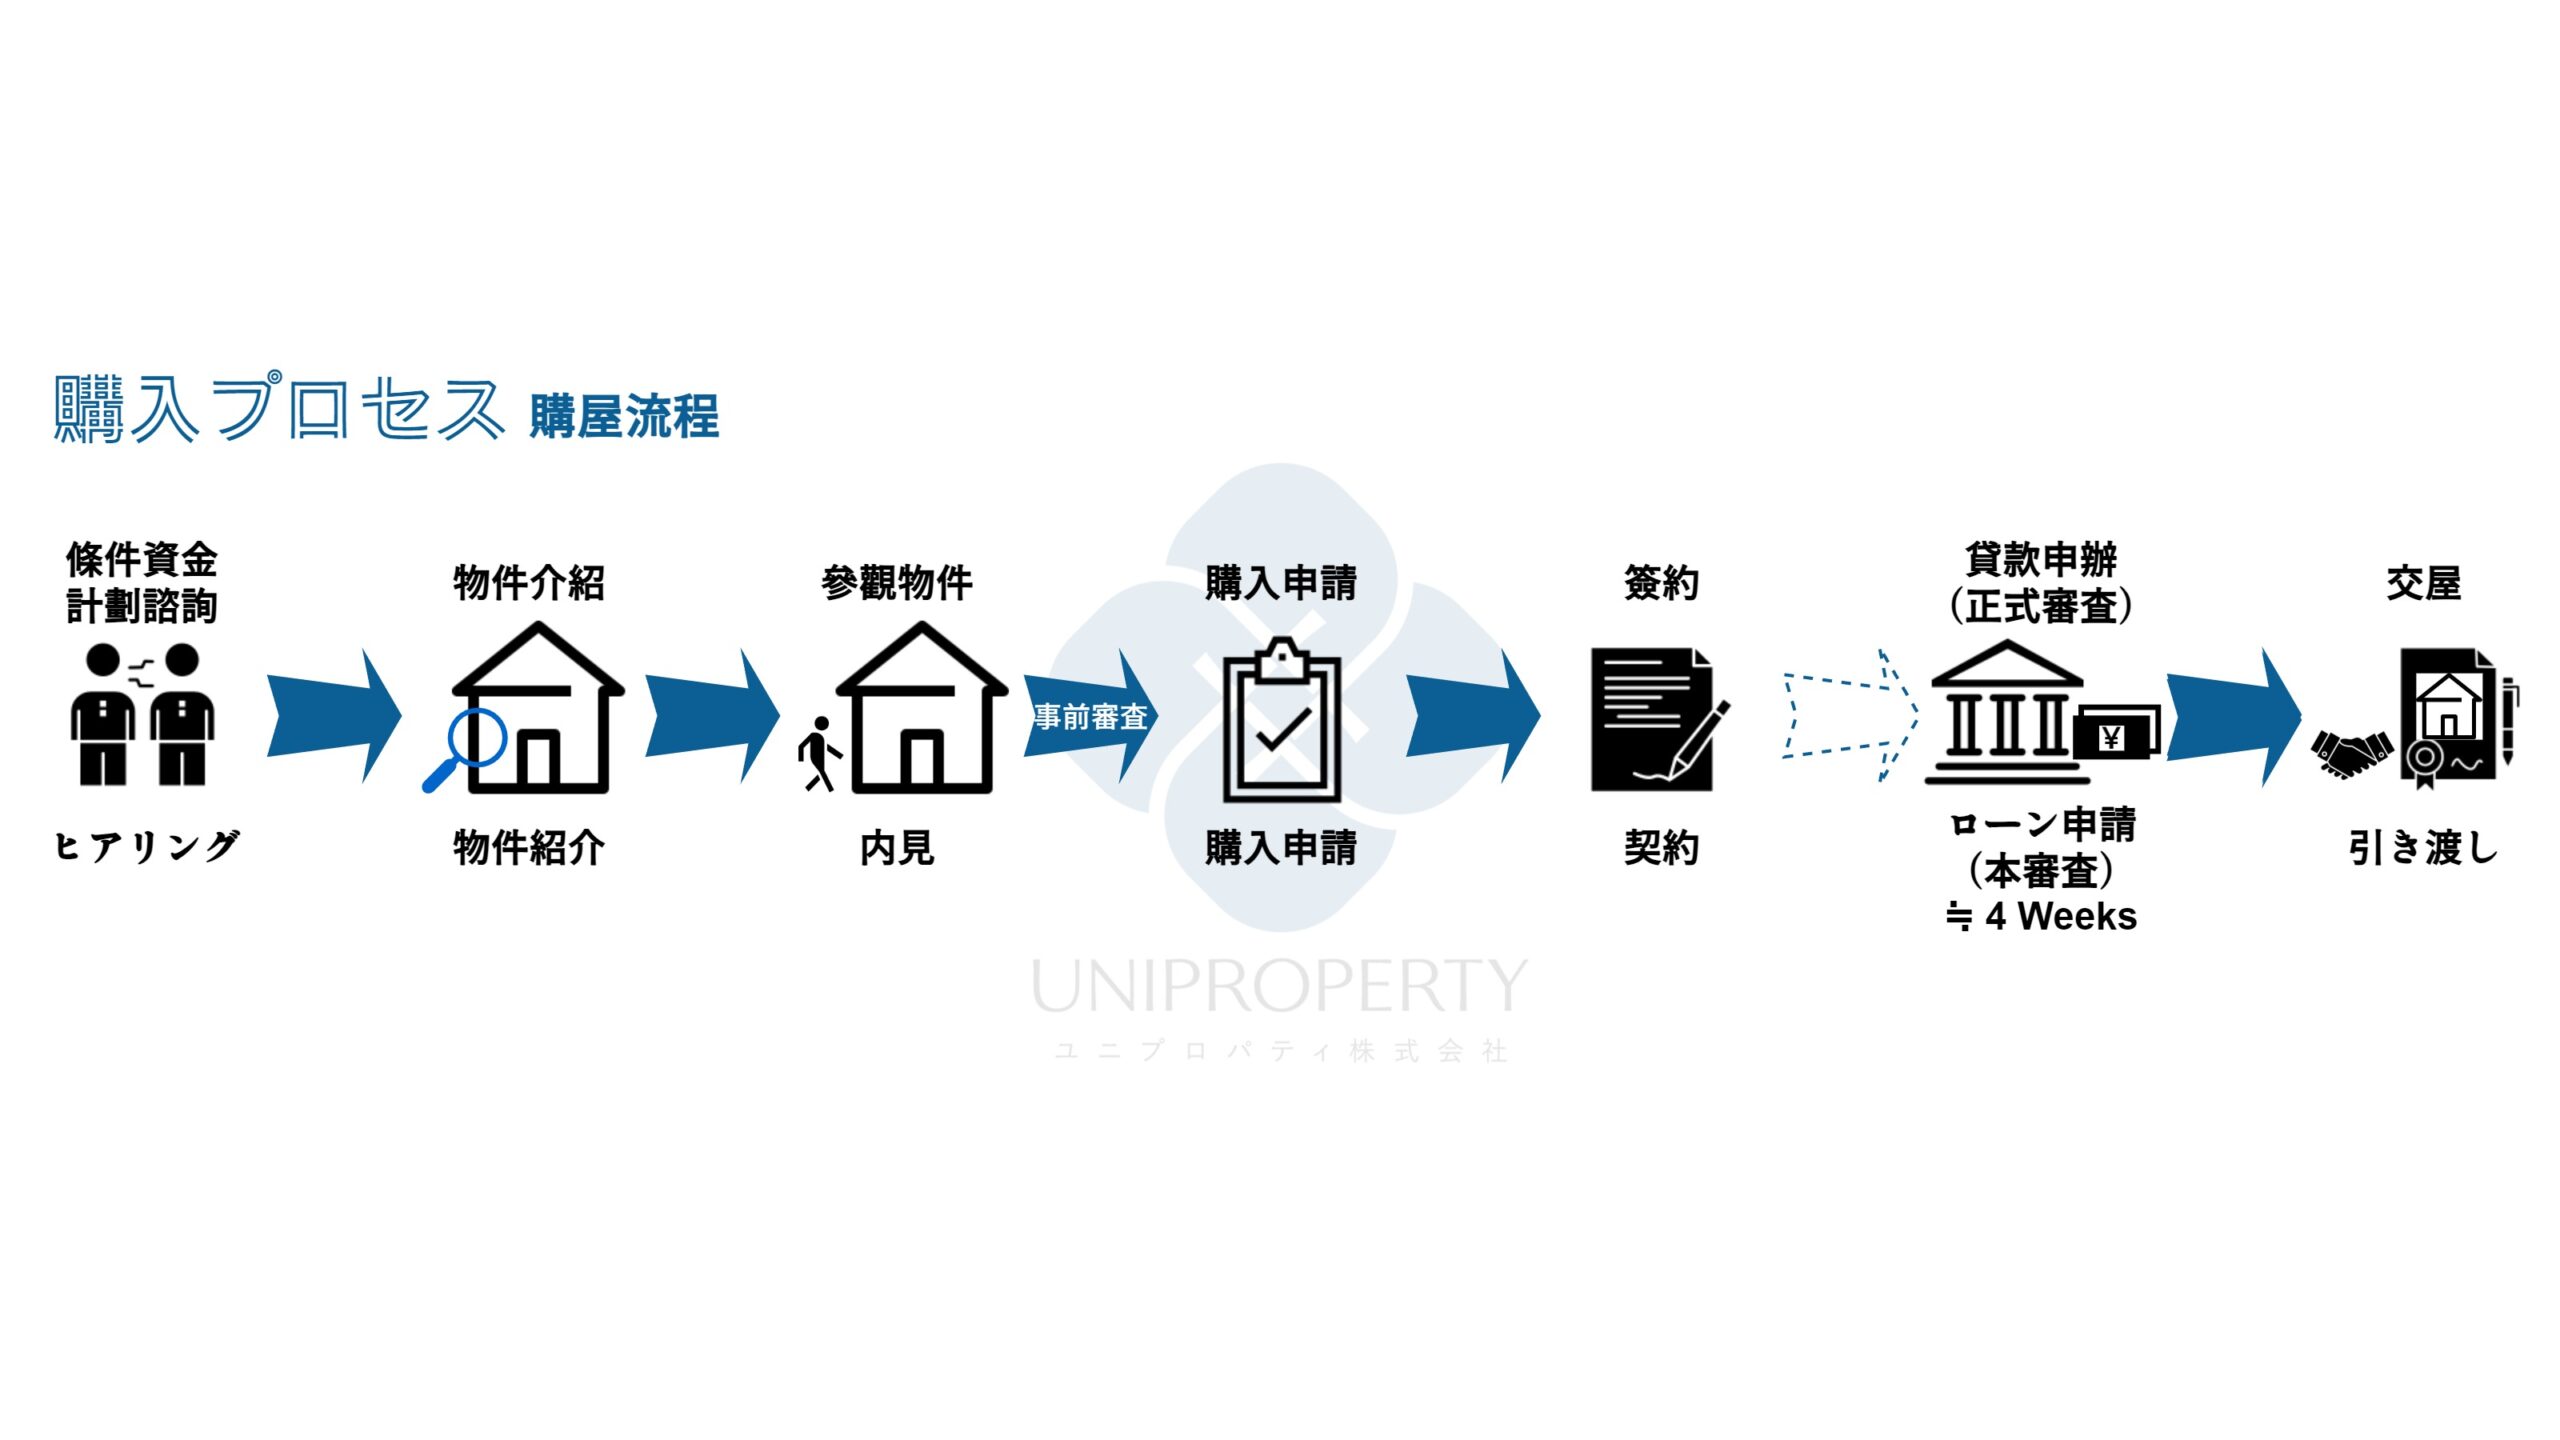 購入プロセス 購屋流程
條件資金
計劃諮詢
ヒアリング
物件介紹
物件紹介
參觀物件
内見
事前審査
購入申請
購入申請
簽約
契約
貸款申辦
（正式審査）
¥
ローン申請
（本審査）
≒ 4 Weeks
交屋
引き渡し
UNIPROPERTY
ユニプロパティ株式会社